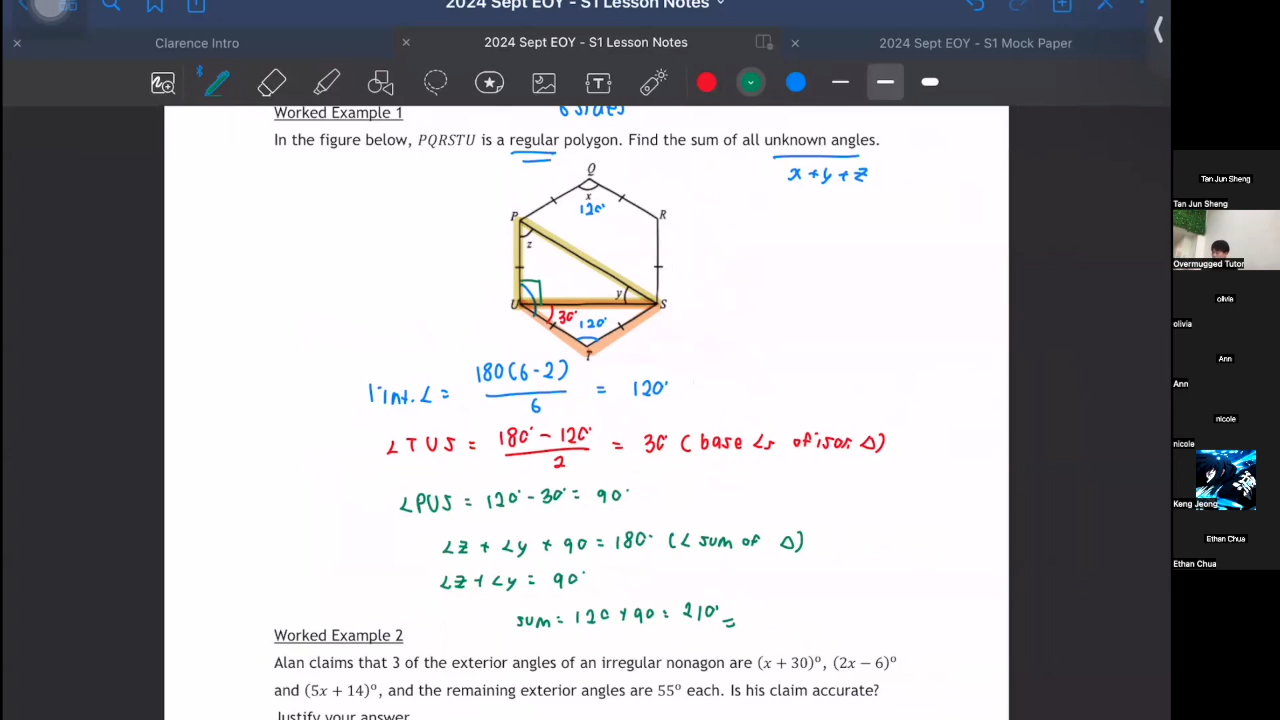 2024 Sept EOY - S1 Lesson Notes
Clarence Intro
2024 Sept EOY - S1 Lesson Notes
2024 Sept EOY - S1 Mock Paper
Worked Example 1
6 sides
In the figure below, PQRSTU is a regular polygon. Find the sum of all unknown angles.
x + y + z
Q
x
120°
P
R
z
y
U
S
30°
120°
T
1 int. ∠ = 180(6-2)/6 = 120°
∠TUS = 180° - 120°/2 = 30° (base ∠s of isos △)
∠PUS = 120° - 30° = 90°
∠z + ∠y + 90 = 180° (∠ sum of △)
∠z + ∠y = 90°
sum = 120 + 90 = 210°
Worked Example 2
Alan claims that 3 of the exterior angles of an irregular nonagon are (x + 30)°, (2x − 6)°
and (5x + 14)°, and the remaining exterior angles are 55° each. Is his claim accurate?
Justify your answer
Tan Jun Sheng
Tan Jun Sheng
Overmugged Tutor
olivia
olivia
Ann
Ann
nicole
nicole
Keng Jeong
Ethan Chua
Ethan Chua